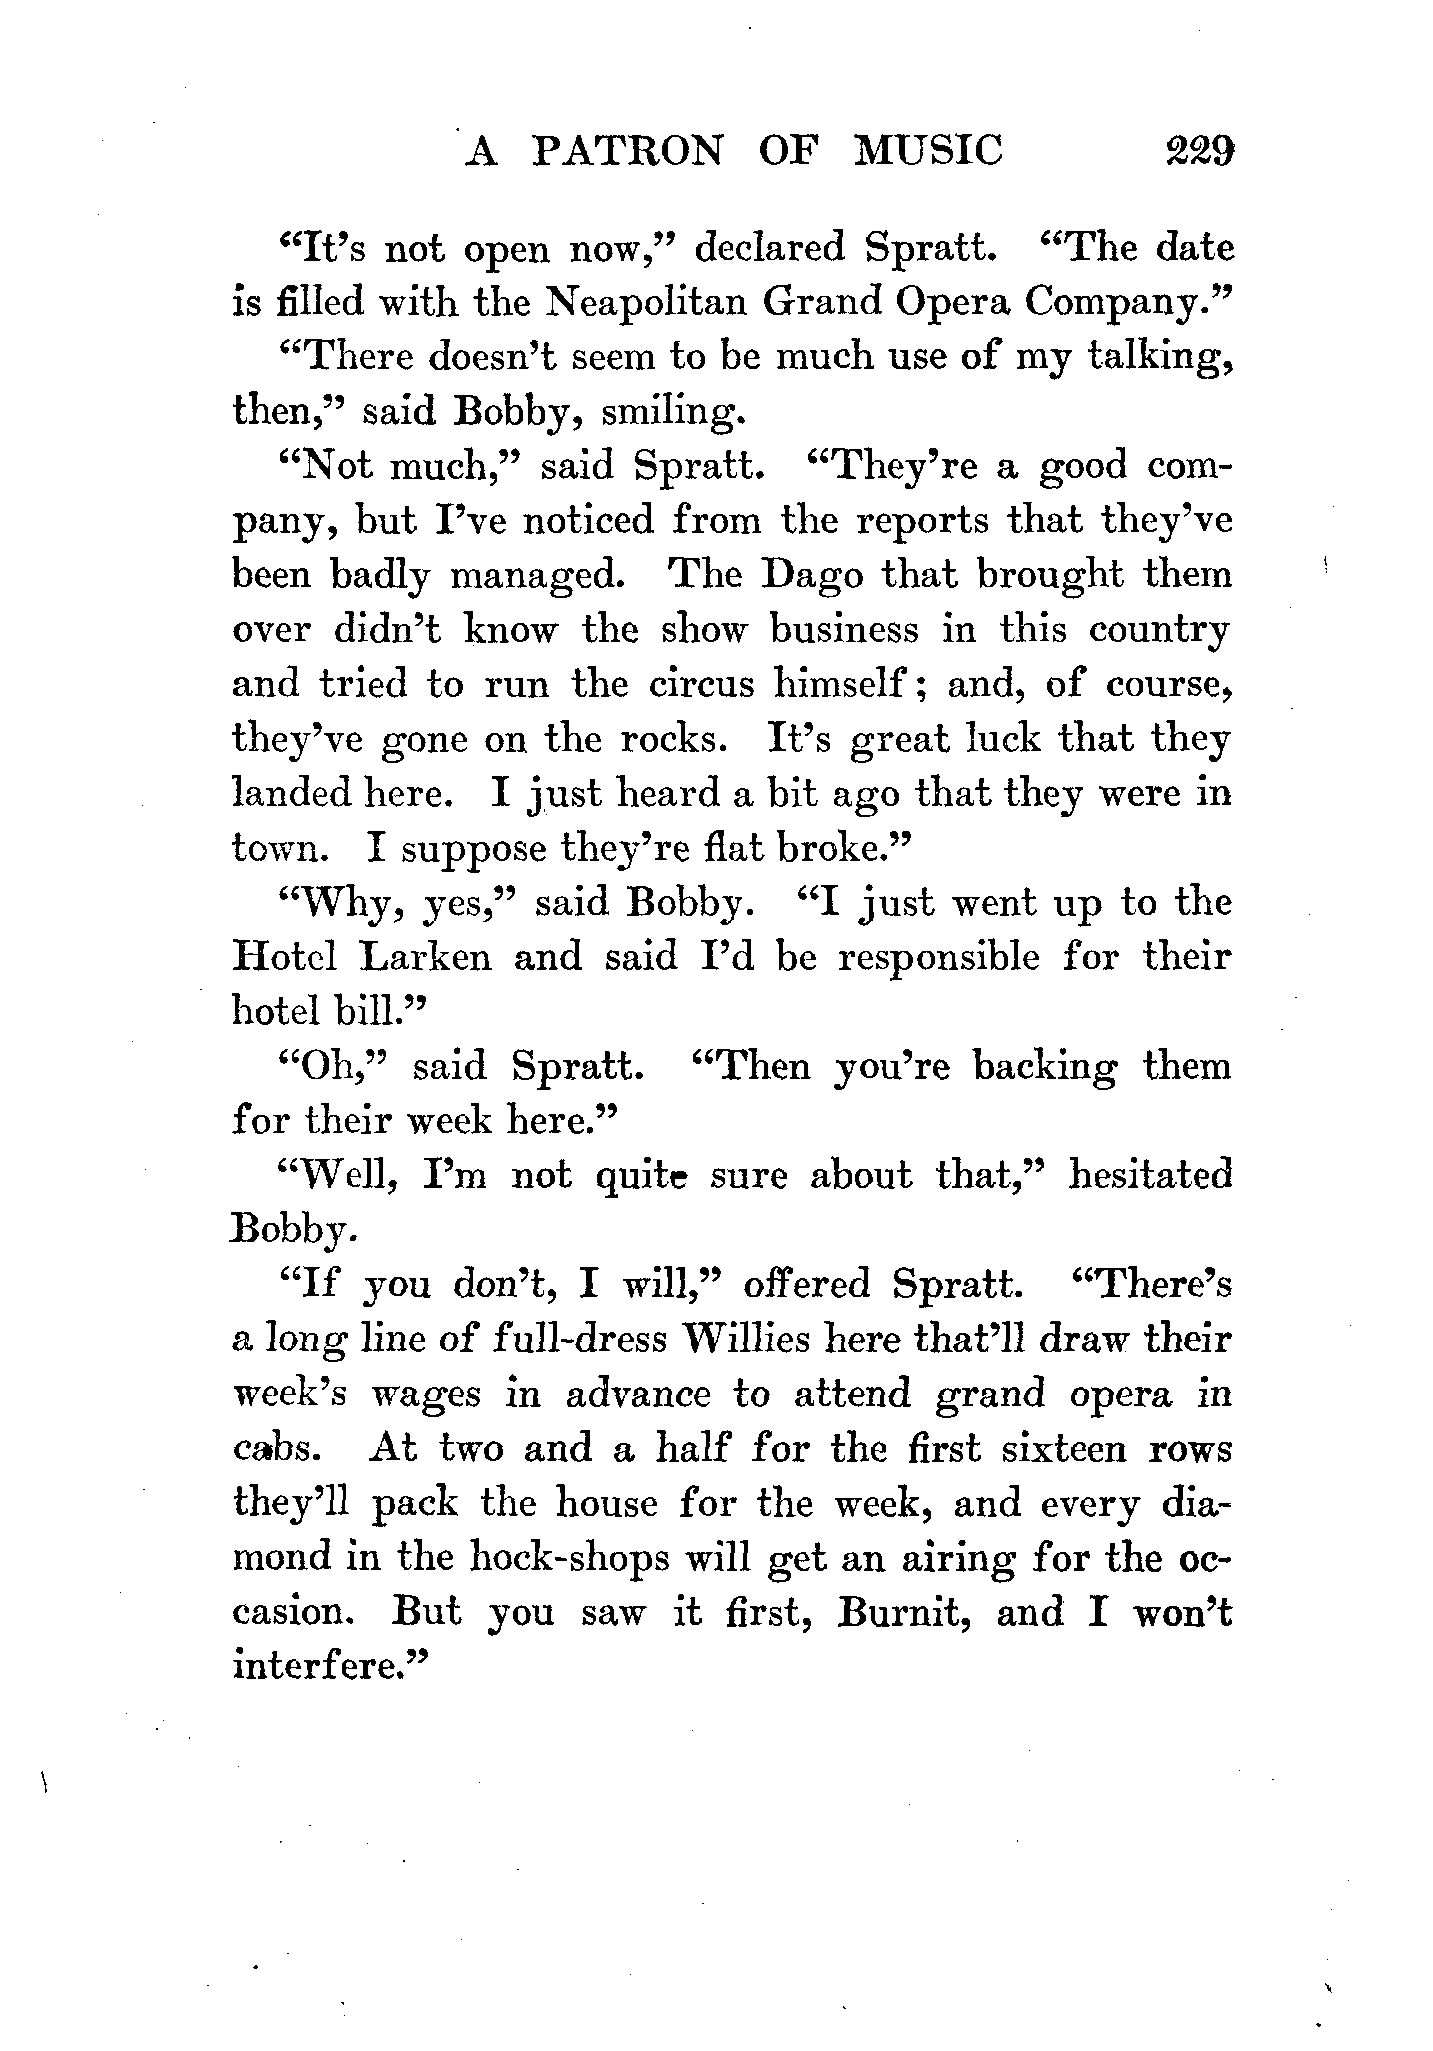 A PATRON OF MUSIC 229
“It’s not open now,” declared Spratt. “The date
is filled with the Neapolitan Grand Opera Company.”
“There doesn’t seem to be much use of my talking,
then,” said Bobby, smiling.
“Not much,” said Spratt. “They’re a good com-
pany, but I’ve noticed from the reports that they’ve
been badly managed. The Dago that brought them
over didn’t know the show business in this country
and tried to run the circus himself; and, of course,
they’ve gone on the rocks. It’s great luck that they
landed here. I just heard a bit ago that they were in
town. I suppose they’re flat broke.”
“Why, yes,” said Bobby. “I just went up to the
Hotel Larken and said I’d be responsible for their
hotel bill.”
“Oh,” said Spratt. “Then you’re backing them
for their week here.”
“Well, I’m not quite sure about that,” hesitated
Bobby.
“If you don’t, I will,” offered Spratt. “There’s
a long line of full-dress Willies here that’ll draw their
week’s wages in advance to attend grand opera in
cabs. At two and a half for the first sixteen rows
they’ll pack the house for the week, and every dia-
mond in the hock-shops will get an airing for the oc-
casion. But you saw it first, Burnit, and I won’t
interfere.”